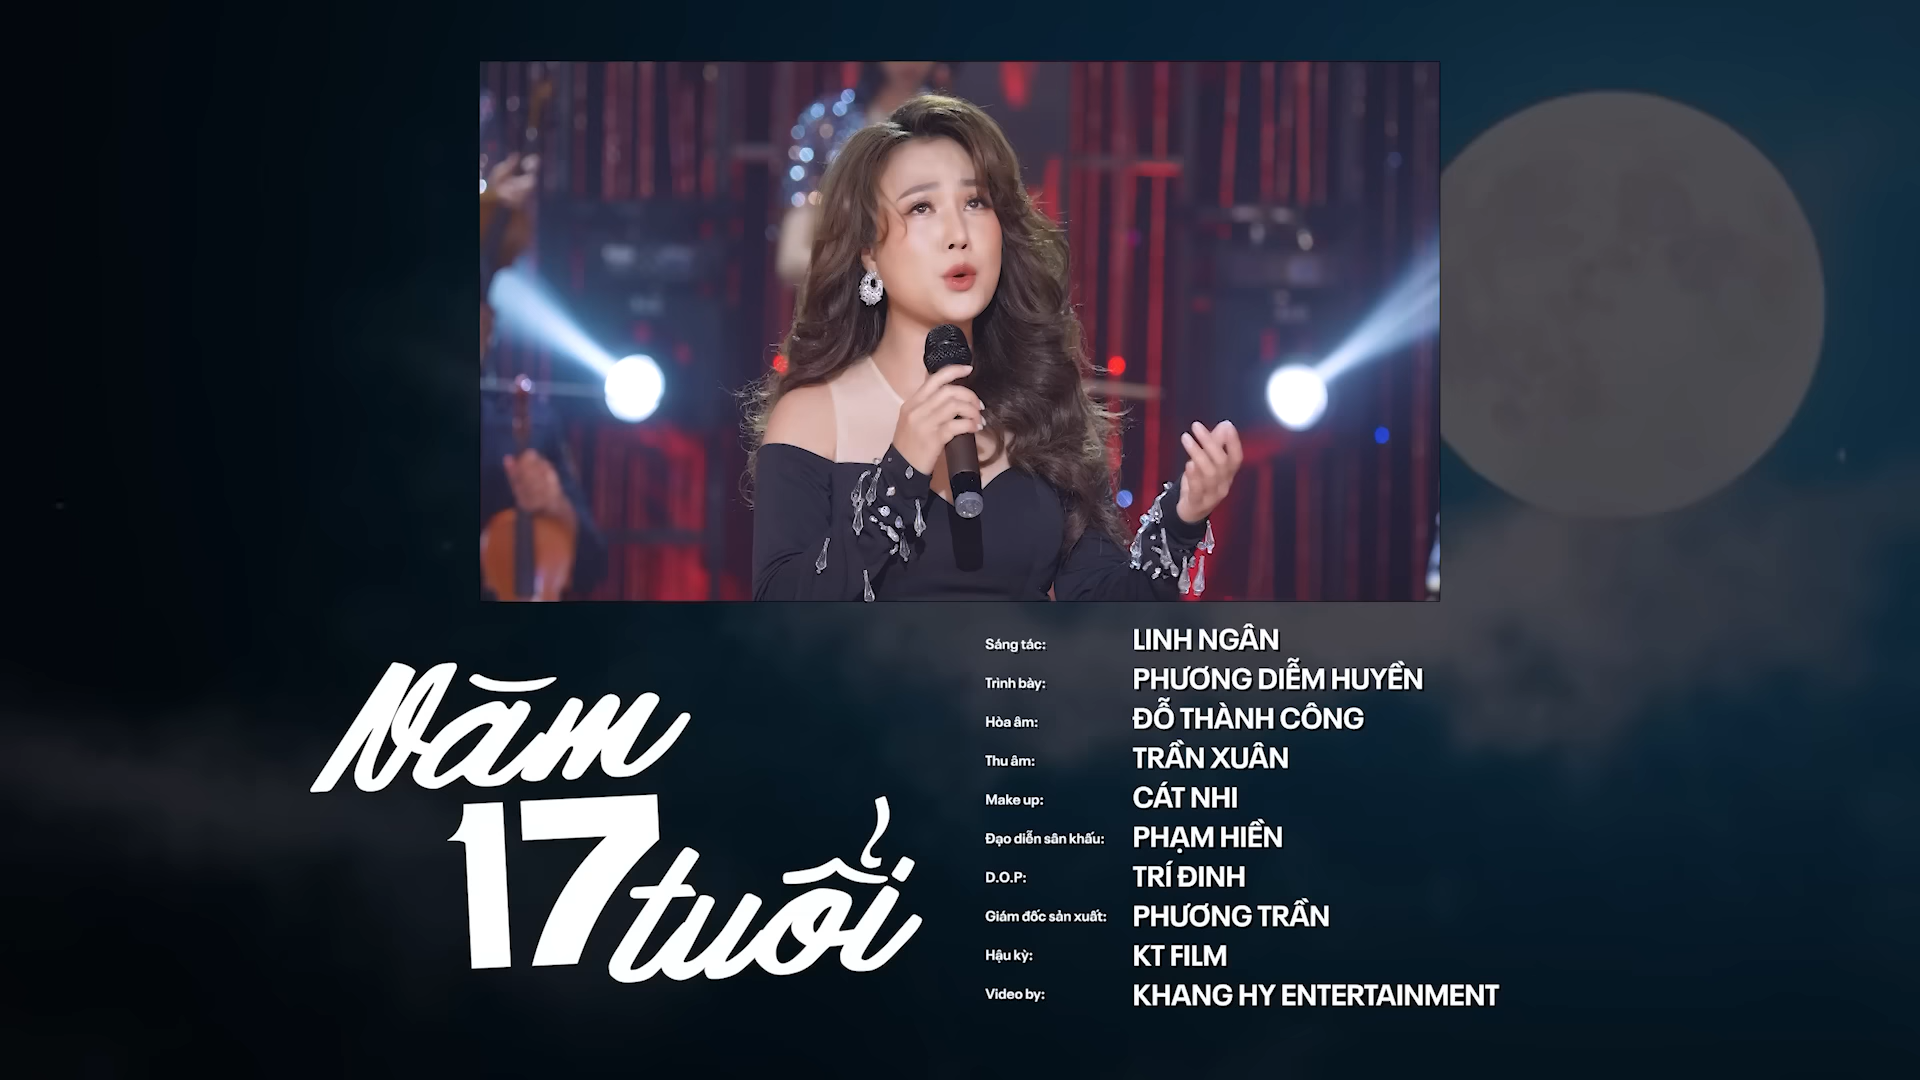 Năm
17 tuổi
Sáng tác: LINH NGÂN
Trình bày: PHƯƠNG DIỄM HUYỀN
Hòa âm: ĐỖ THÀNH CÔNG
Thu âm: TRẦN XUÂN
Make up: CÁT NHI
Đạo diễn sân khấu: PHẠM HIỀN
D.O.P: TRÍ ĐINH
Giám đốc sản xuất: PHƯƠNG TRẦN
Hậu kỳ: KT FILM
Video by: KHANG HY ENTERTAINMENT